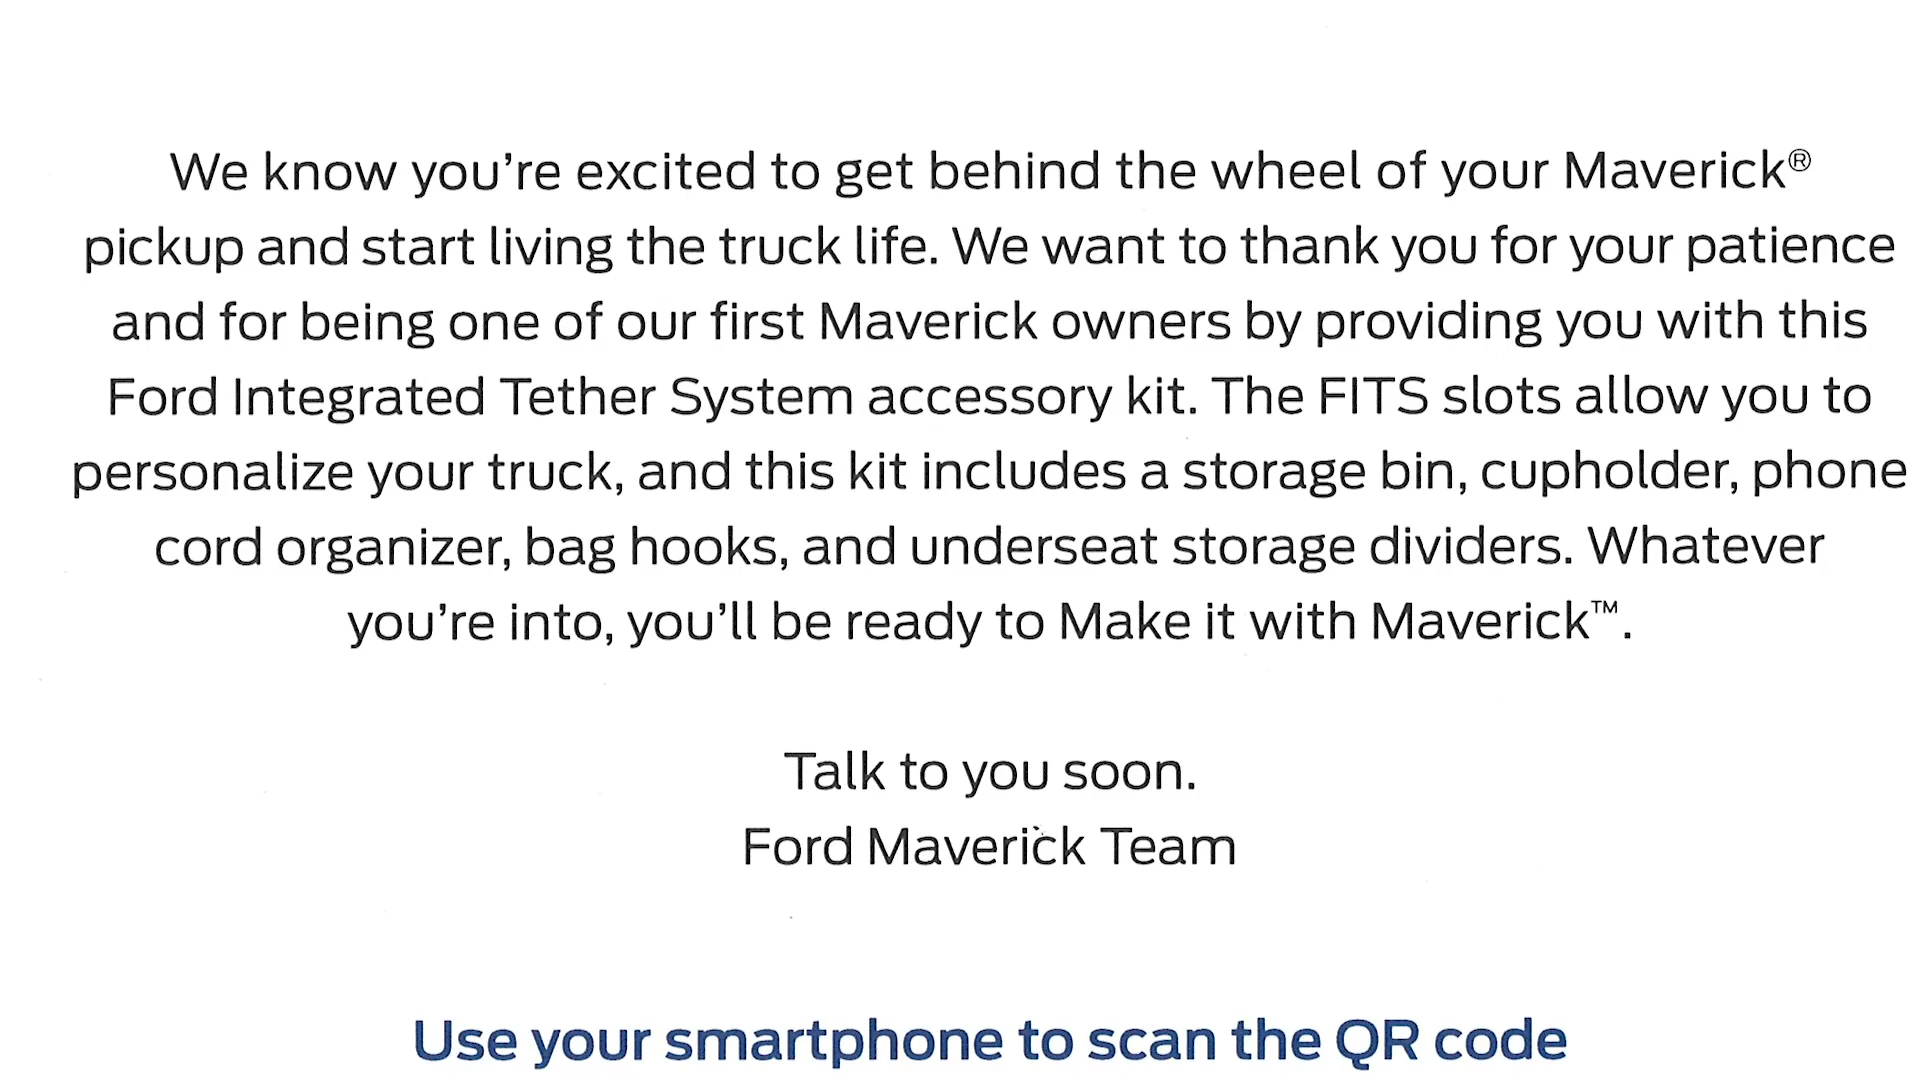 We know you’re excited to get behind the wheel of your Maverick®
pickup and start living the truck life. We want to thank you for your patience
and for being one of our first Maverick owners by providing you with this
Ford Integrated Tether System accessory kit. The FITS slots allow you to
personalize your truck, and this kit includes a storage bin, cupholder, phone
cord organizer, bag hooks, and underseat storage dividers. Whatever
you’re into, you’ll be ready to Make it with Maverick™.
Talk to you soon.
Ford Maverick Team
Use your smartphone to scan the QR code